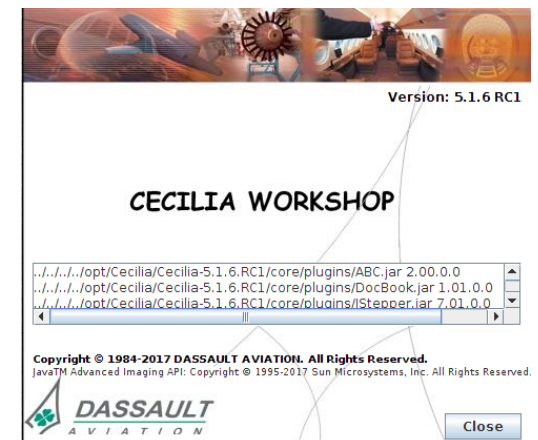 Version: 5.1.6 RC1
CECILIA WORKSHOP
../../../../opt/Cecilia/Cecilia-5.1.6.RC1/core/plugins/ABC.jar 2.00.0.0
../../../../opt/Cecilia/Cecilia-5.1.6.RC1/core/plugins/DocBook.jar 1.01.0.0
../../../../opt/Cecilia/Cecilia-5.1.6.RC1/core/plugins/IStepper.jar 7.01.0.0
Copyright © 1984-2017 DASSAULT AVIATION. All Rights Reserved.
JavaTM Advanced Imaging API: Copyright © 1995-2017 Sun Microsystems, Inc. All Rights Reserved.
DASSAULT
AVIATION
Close